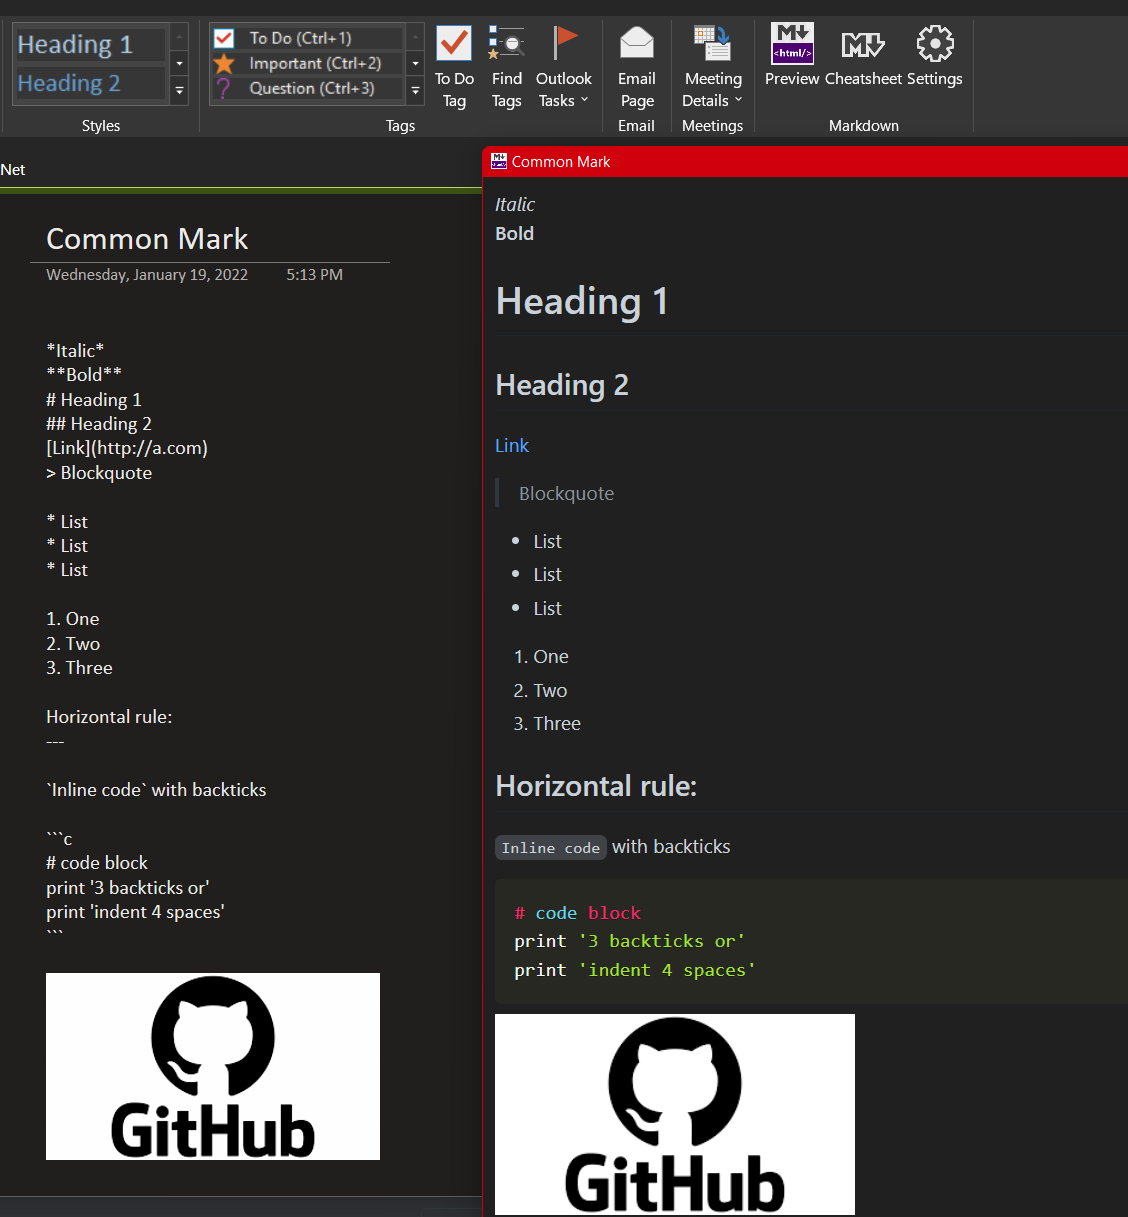 Heading 1
Heading 2
Styles
To Do (Ctrl+1)
Important (Ctrl+2)
Question (Ctrl+3)
To Do
Tag
Find
Tags
Outlook
Tasks
Tags
Email
Page
Email
Meeting
Details
Meetings
M↓
<html/>
Preview
M↓
Cheatsheet
Settings
Markdown
Net
Common Mark
Wednesday, January 19, 2022 5:13 PM
*Italic*
**Bold**
# Heading 1
## Heading 2
[Link](http://a.com)
> Blockquote
* List
* List
* List
1. One
2. Two
3. Three
Horizontal rule:
---
`Inline code` with backticks
```c
# code block
print '3 backticks or'
print 'indent 4 spaces'
```
GitHub
Common Mark
Italic
Bold
Heading 1
Heading 2
Link
Blockquote
• List
• List
• List
1. One
2. Two
3. Three
Horizontal rule:
Inline code with backticks
# code block
print '3 backticks or'
print 'indent 4 spaces'
GitHub